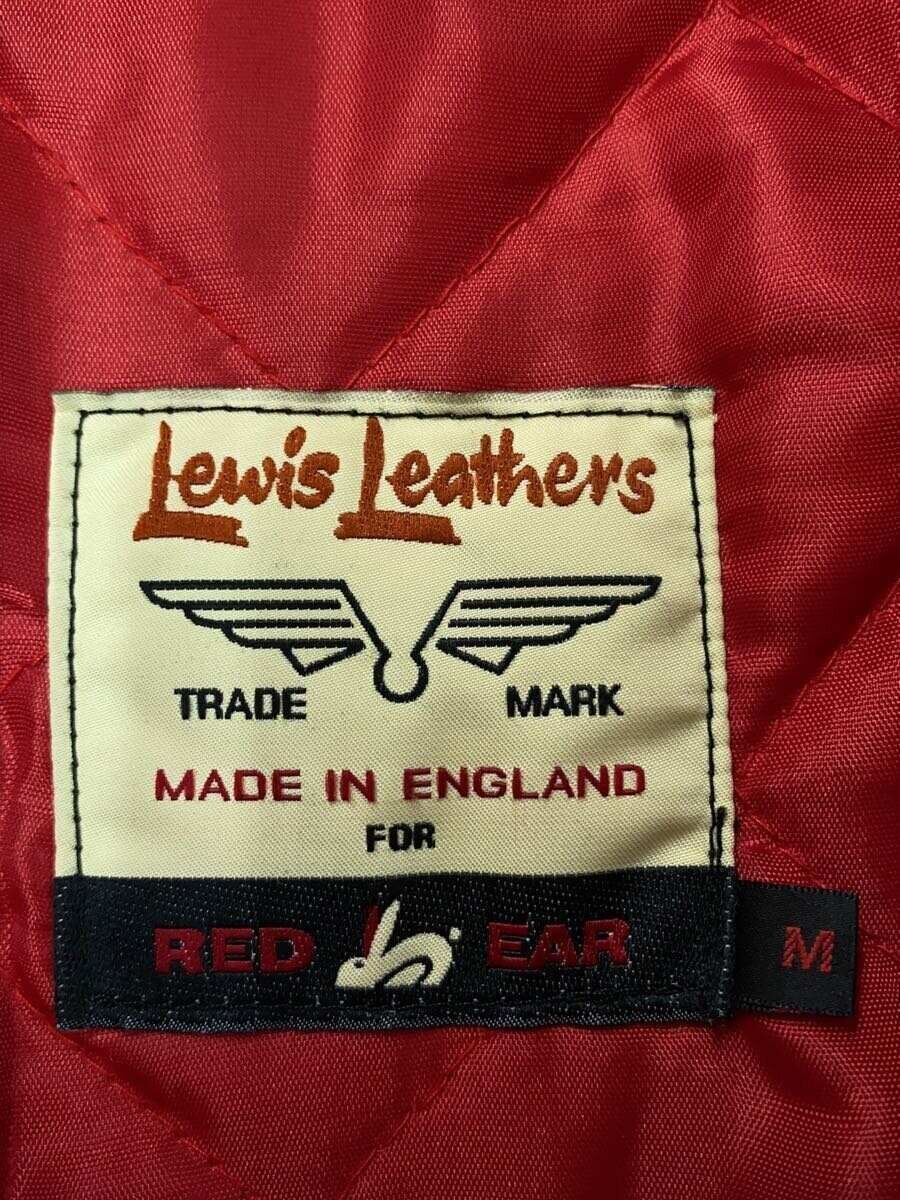 Lewis Leathers
TRADE MARK
MADE IN ENGLAND
FOR
RED EAR
M